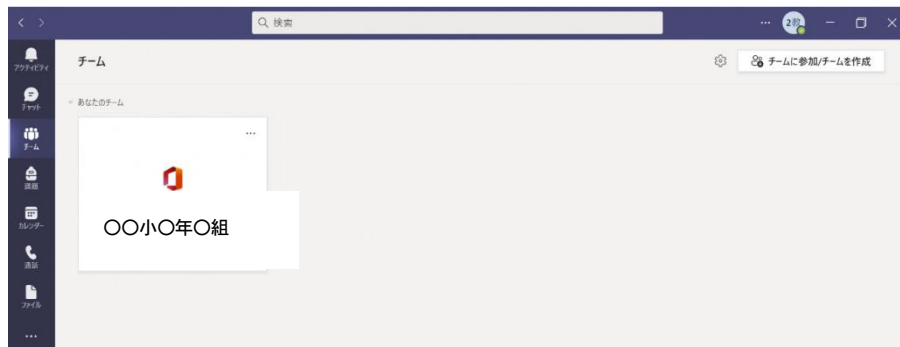 検索
2教
アクティビティ
チーム
チームに参加/チームを作成
チャット
あなたのチーム
チーム
〇〇小〇年〇組
課題
カレンダー
通話
ファイル